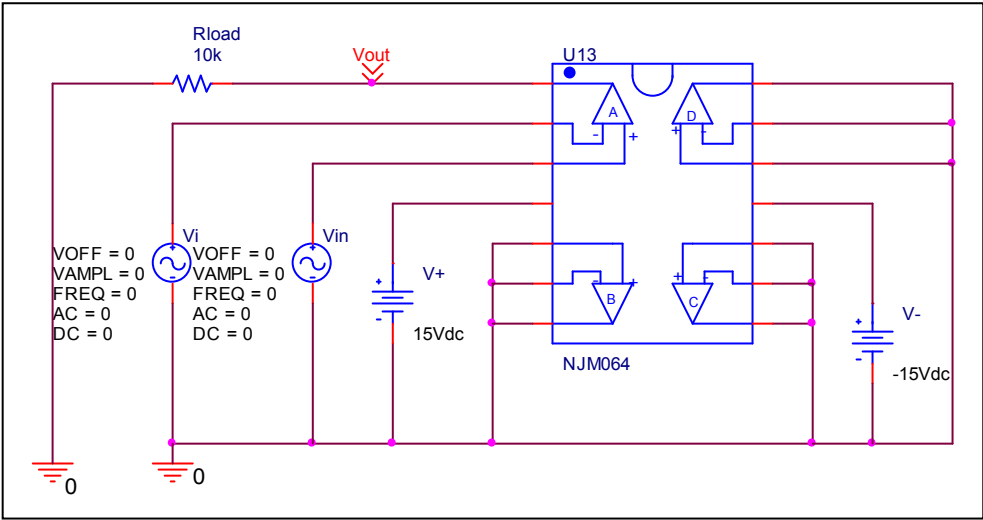 Rload
10k
Vout
U13
A
D
- +
+ -
Vi
VOFF = 0
VAMPL = 0
FREQ = 0
AC = 0
DC = 0
+
-
Vin
VOFF = 0
VAMPL = 0
FREQ = 0
AC = 0
DC = 0
+
-
V+
+
-
15Vdc
- +
B
+ -
C
NJM064
V-
+
-
-15Vdc
0
0